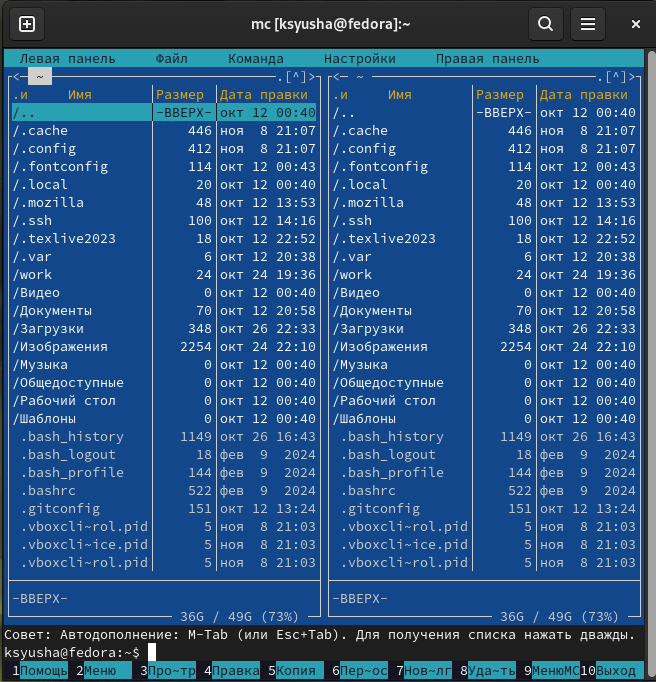 mc [ksyusha@fedora]:~
Левая панель Файл Команда Настройки Правая панель
<─ ~ ─.[^]> <─ ~ ─.[^]>
.и Имя Размер Дата правки .и Имя Размер Дата правки
/.. -ВВЕРХ- окт 12 00:40 /.. -ВВЕРХ- окт 12 00:40
/.cache 446 ноя 8 21:07 /.cache 446 ноя 8 21:07
/.config 412 ноя 8 21:07 /.config 412 ноя 8 21:07
/.fontconfig 114 окт 12 00:43 /.fontconfig 114 окт 12 00:43
/.local 20 окт 12 00:40 /.local 20 окт 12 00:40
/.mozilla 48 окт 12 13:53 /.mozilla 48 окт 12 13:53
/.ssh 100 окт 12 14:16 /.ssh 100 окт 12 14:16
/.texlive2023 18 окт 12 22:52 /.texlive2023 18 окт 12 22:52
/.var 6 окт 12 20:38 /.var 6 окт 12 20:38
/work 24 окт 24 19:36 /work 24 окт 24 19:36
/Видео 0 окт 12 00:40 /Видео 0 окт 12 00:40
/Документы 70 окт 12 20:58 /Документы 70 окт 12 20:58
/Загрузки 348 окт 26 22:33 /Загрузки 348 окт 26 22:33
/Изображения 2254 окт 24 22:10 /Изображения 2254 окт 24 22:10
/Музыка 0 окт 12 00:40 /Музыка 0 окт 12 00:40
/Общедоступные 0 окт 12 00:40 /Общедоступные 0 окт 12 00:40
/Рабочий стол 0 окт 12 00:40 /Рабочий стол 0 окт 12 00:40
/Шаблоны 0 окт 12 00:40 /Шаблоны 0 окт 12 00:40
.bash_history 1149 окт 26 16:43 .bash_history 1149 окт 26 16:43
.bash_logout 18 фев 9 2024 .bash_logout 18 фев 9 2024
.bash_profile 144 фев 9 2024 .bash_profile 144 фев 9 2024
.bashrc 522 фев 9 2024 .bashrc 522 фев 9 2024
.gitconfig 151 окт 12 13:24 .gitconfig 151 окт 12 13:24
.vboxcli~rol.pid 5 ноя 8 21:03 .vboxcli~rol.pid 5 ноя 8 21:03
.vboxcli~ice.pid 5 ноя 8 21:03 .vboxcli~ice.pid 5 ноя 8 21:03
.vboxcli~rol.pid 5 ноя 8 21:03 .vboxcli~rol.pid 5 ноя 8 21:03
-ВВЕРХ- -ВВЕРХ-
36G / 49G (73%) 36G / 49G (73%)
Совет: Автодополнение: M-Tab (или Esc+Tab). Для получения списка нажать дважды.
ksyusha@fedora:~$
1Помощь 2Меню 3Про~тр 4Правка 5Копия 6Пер~ос 7Нов~лг 8Уда~ть 9МенюMC 10Выход